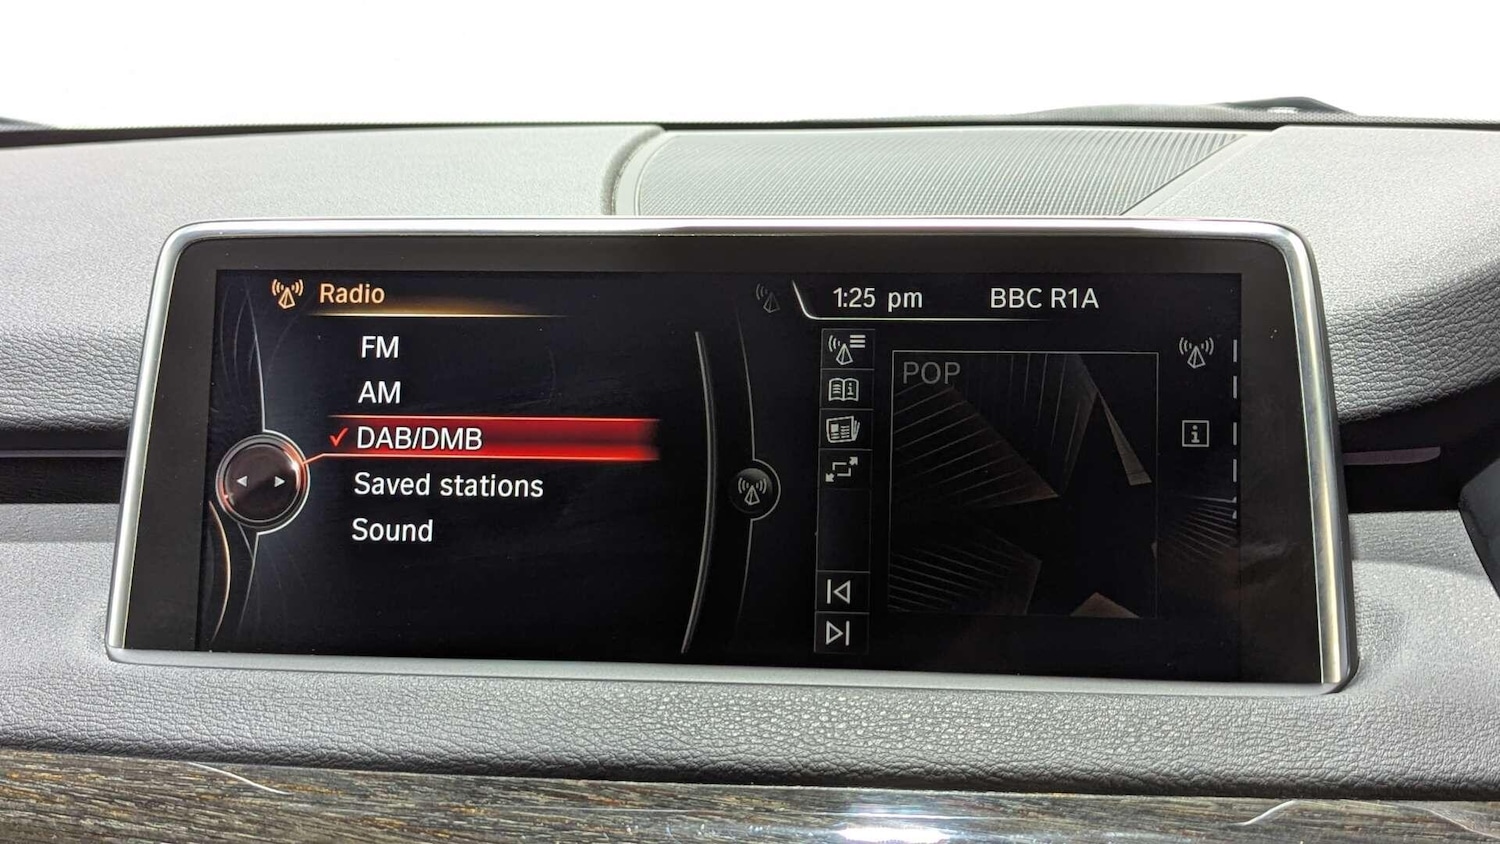 Radio
FM
AM
DAB/DMB
Saved stations
Sound
1:25 pm
BBC R1A
POP